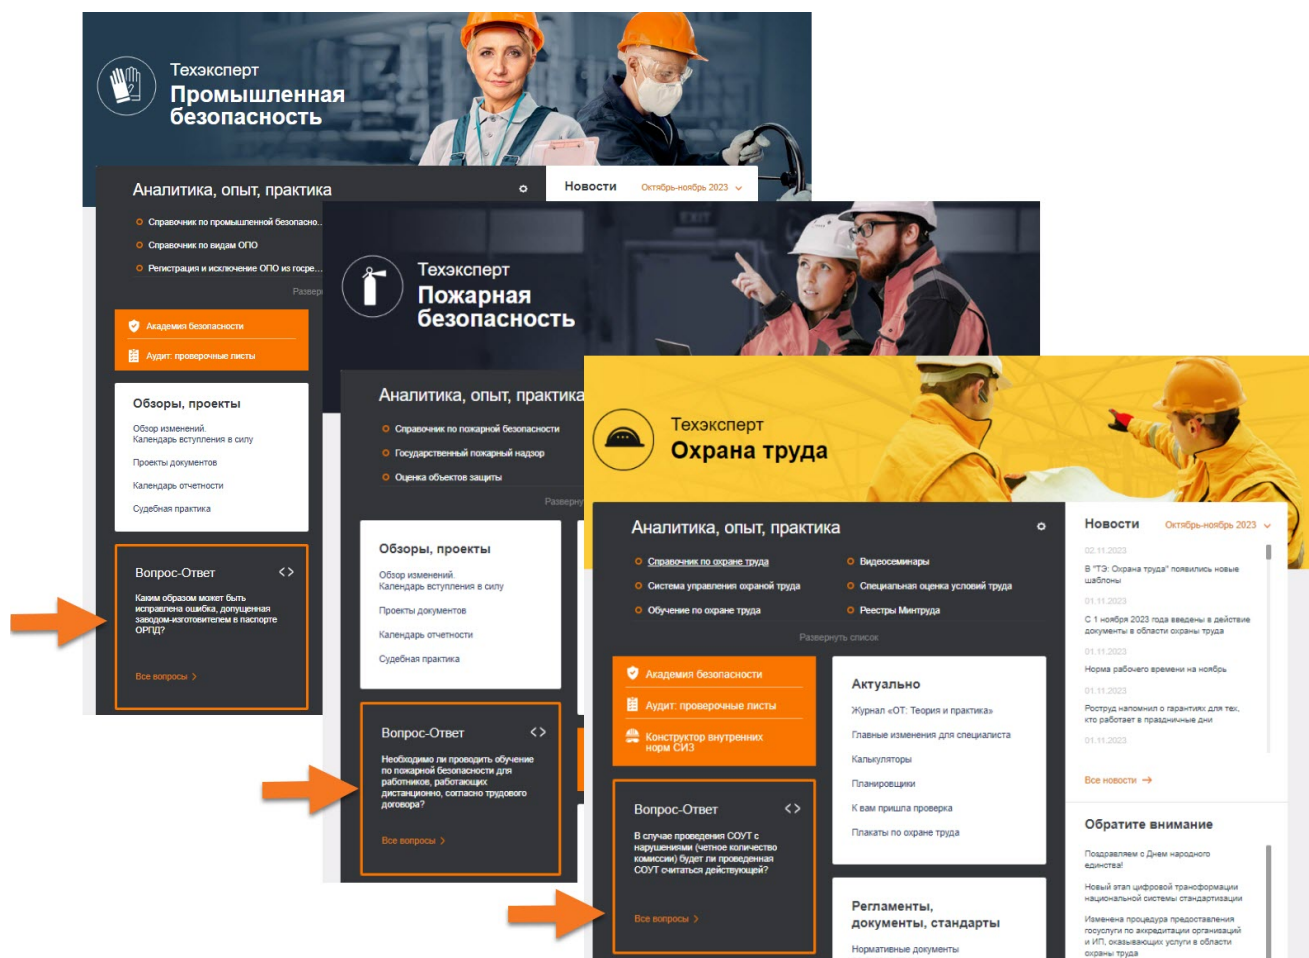 Техэксперт
Промышленная
безопасность
Аналитика, опыт, практика
Новости
Октябрь-ноябрь 2023
Справочник по промышленной безопасно...
Справочник по видам ОПО
Регистрация и исключение ОПО из госре...
Академия безопасности
Аудит: проверочные листы
Обзоры, проекты
Обзор изменений.
Календарь вступления в силу
Проекты документов
Календарь отчетности
Судебная практика
Вопрос-Ответ
Каким образом может быть
исправлена ошибка, допущенная
заводом-изготовителем в паспорте
ОРПД?
Все вопросы
EXIT
Техэксперт
Пожарная
безопасность
Аналитика, опыт, практика
Справочник по пожарной безопасности
Государственный пожарный надзор
Оценка объектов защиты
Обзоры, проекты
Обзор изменений.
Календарь вступления в силу
Проекты документов
Календарь отчетности
Судебная практика
Вопрос-Ответ
Необходимо ли проводить обучение
по пожарной безопасности для
работников, работающих
дистанционно, согласно трудового
договора?
Все вопросы
Техэксперт
Охрана труда
Аналитика, опыт, практика
Справочник по охране труда
Система управления охраной труда
Обучение по охране труда
Видеосеминары
Специальная оценка условий труда
Реестры Минтруда
Развернуть список
Академия безопасности
Аудит: проверочные листы
Конструктор внутренних
норм СИЗ
Вопрос-Ответ
В случае проведения СОУТ с
нарушениями (четное количество
комиссии) будет ли проведенная
СОУТ считаться действующей?
Все вопросы
Актуально
Журнал «ОТ: Теория и практика»
Главные изменения для специалиста
Калькуляторы
Планировщики
К вам пришла проверка
Плакаты по охране труда
Регламенты,
документы, стандарты
Нормативные документы
Новости
Октябрь-ноябрь 2023
02.11.2023
В "ТЭ: Охрана труда" появились новые
шаблоны
01.11.2023
С 1 ноября 2023 года введены в действие
документы в области охраны труда
01.11.2023
Норма рабочего времени на ноябрь
01.11.2023
Роструд напомнил о гарантиях для тех,
кто работает в праздничные дни
01.11.2023
Все новости
Обратите внимание
Поздравляем с Днем народного
единства!
Новый этап цифровой трансформации
национальной системы стандартизации
Изменена процедура предоставления
госуслуги по аккредитации организаций
и ИП, оказывающих услуги в области
охраны труда